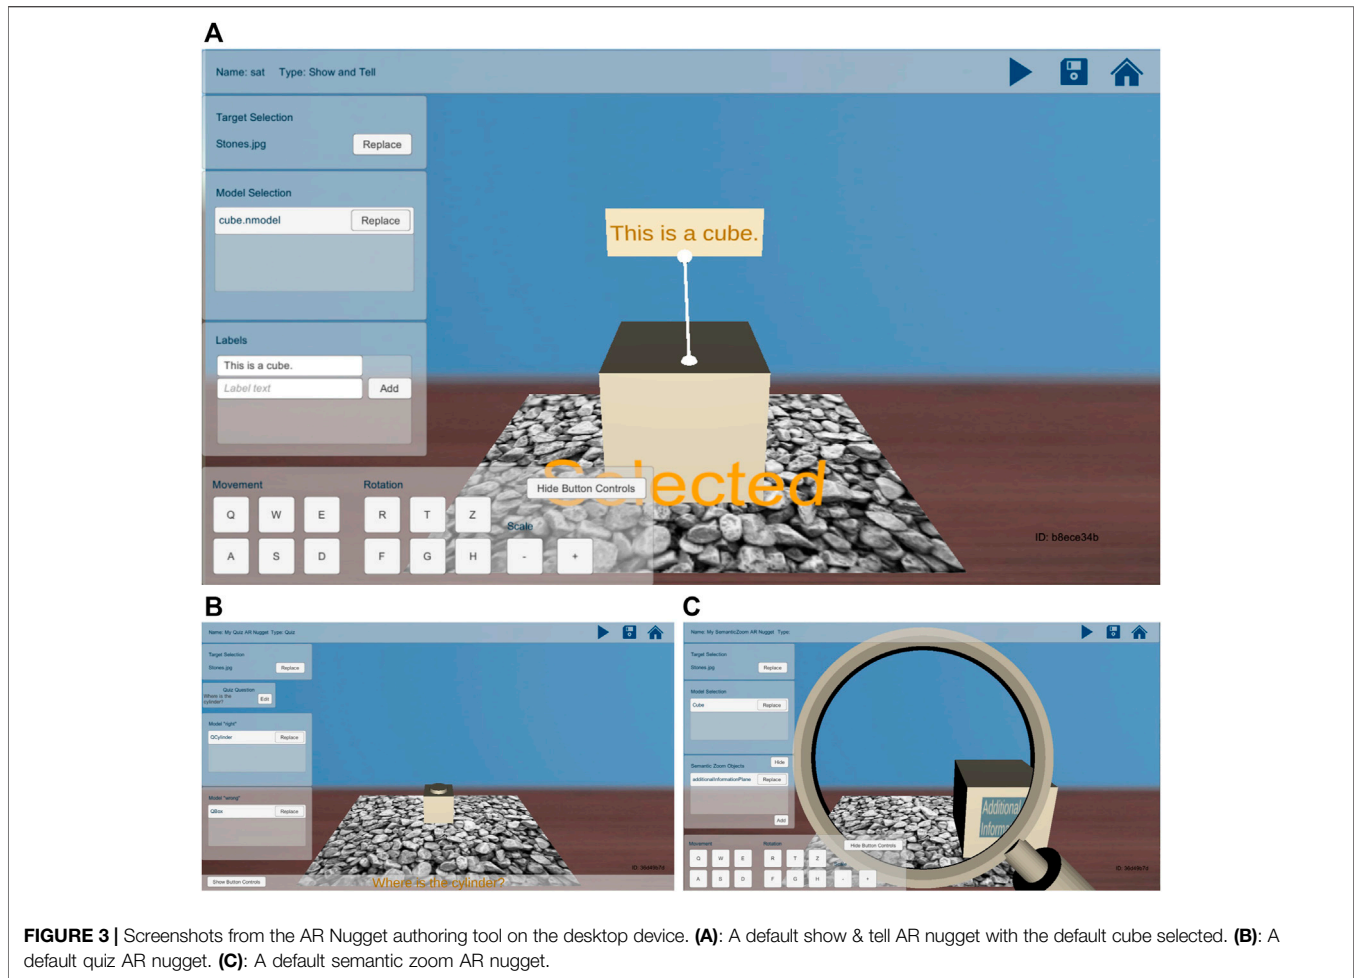 A
Name: sat Type: Show and Tell
Target Selection
Stones.jpg Replace
Model Selection
cube.nmodel Replace
This is a cube.
Labels
This is a cube.
Label text Add
Selected
Movement Rotation Hide Button Controls
Q W E R T Z
Scale
A S D F G H - +
ID: b8ece34b
B
Name: My Quiz AR Nugget Type: Quiz
Target Selection
Stones.jpg Replace
Quiz Question
Where is the
cylinder? Edit
Model "right"
QCylinder Replace
Model "wrong"
QBox Replace
Show Button Controls
Where is the cylinder?
C
Name: My SemanticZoom AR Nugget Type:
Target Selection
Stones.jpg Replace
Model Selection
Cube Replace
Semantic Zoom Objects Hide
additionalInformationPlane Replace
Add
Additional
Movement Rotation Hide Button Controls
Q W E R T Z
A S D F G H - +
FIGURE 3 | Screenshots from the AR Nugget authoring tool on the desktop device. (A): A default show & tell AR nugget with the default cube selected. (B): A
default quiz AR nugget. (C): A default semantic zoom AR nugget.